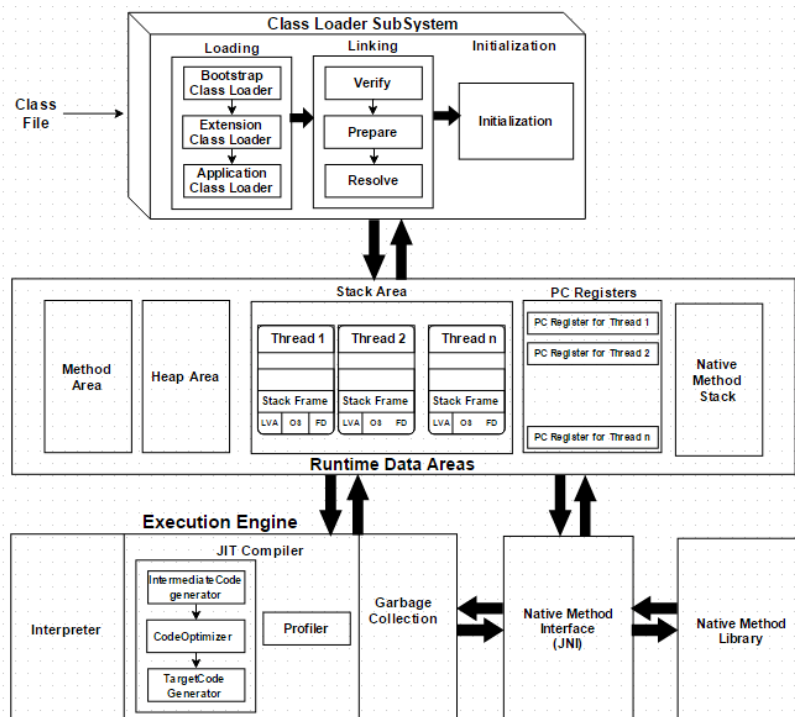 Class Loader SubSystem
Loading
Linking
Initialization
Class
File
Bootstrap
Class Loader
Extension
Class Loader
Application
Class Loader
Verify
Prepare
Resolve
Initialization
Stack Area
PC Registers
Method
Area
Heap Area
Thread 1
Thread 2
Thread n
Stack Frame
Stack Frame
Stack Frame
LVA
OS
FD
LVA
OS
FD
LVA
OS
FD
PC Register for Thread 1
PC Register for Thread 2
PC Register for Thread n
Native
Method
Stack
Runtime Data Areas
Execution Engine
Interpreter
JIT Compiler
IntermediateCode
generator
CodeOptimizer
TargetCode
Generator
Profiler
Garbage
Collection
Native Method
Interface
(JNI)
Native Method
Library